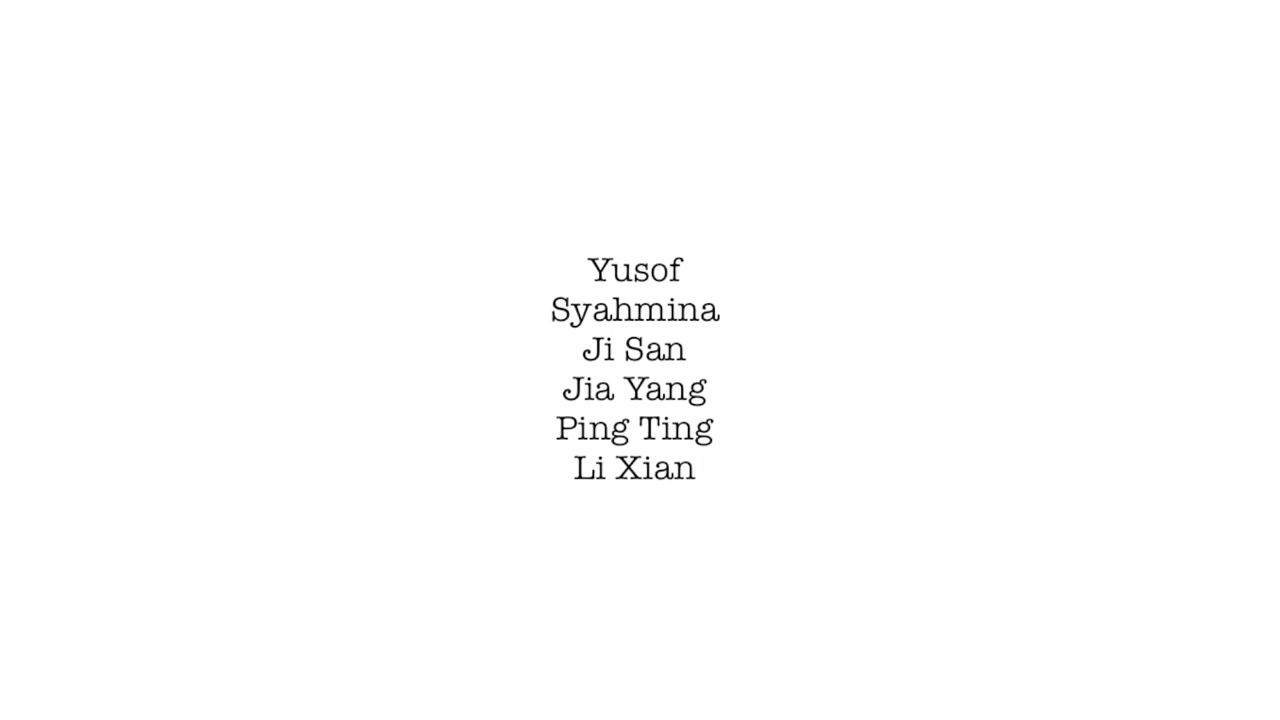 Yusof
Syahmina
Ji San
Jia Yang
Ping Ting
Li Xian